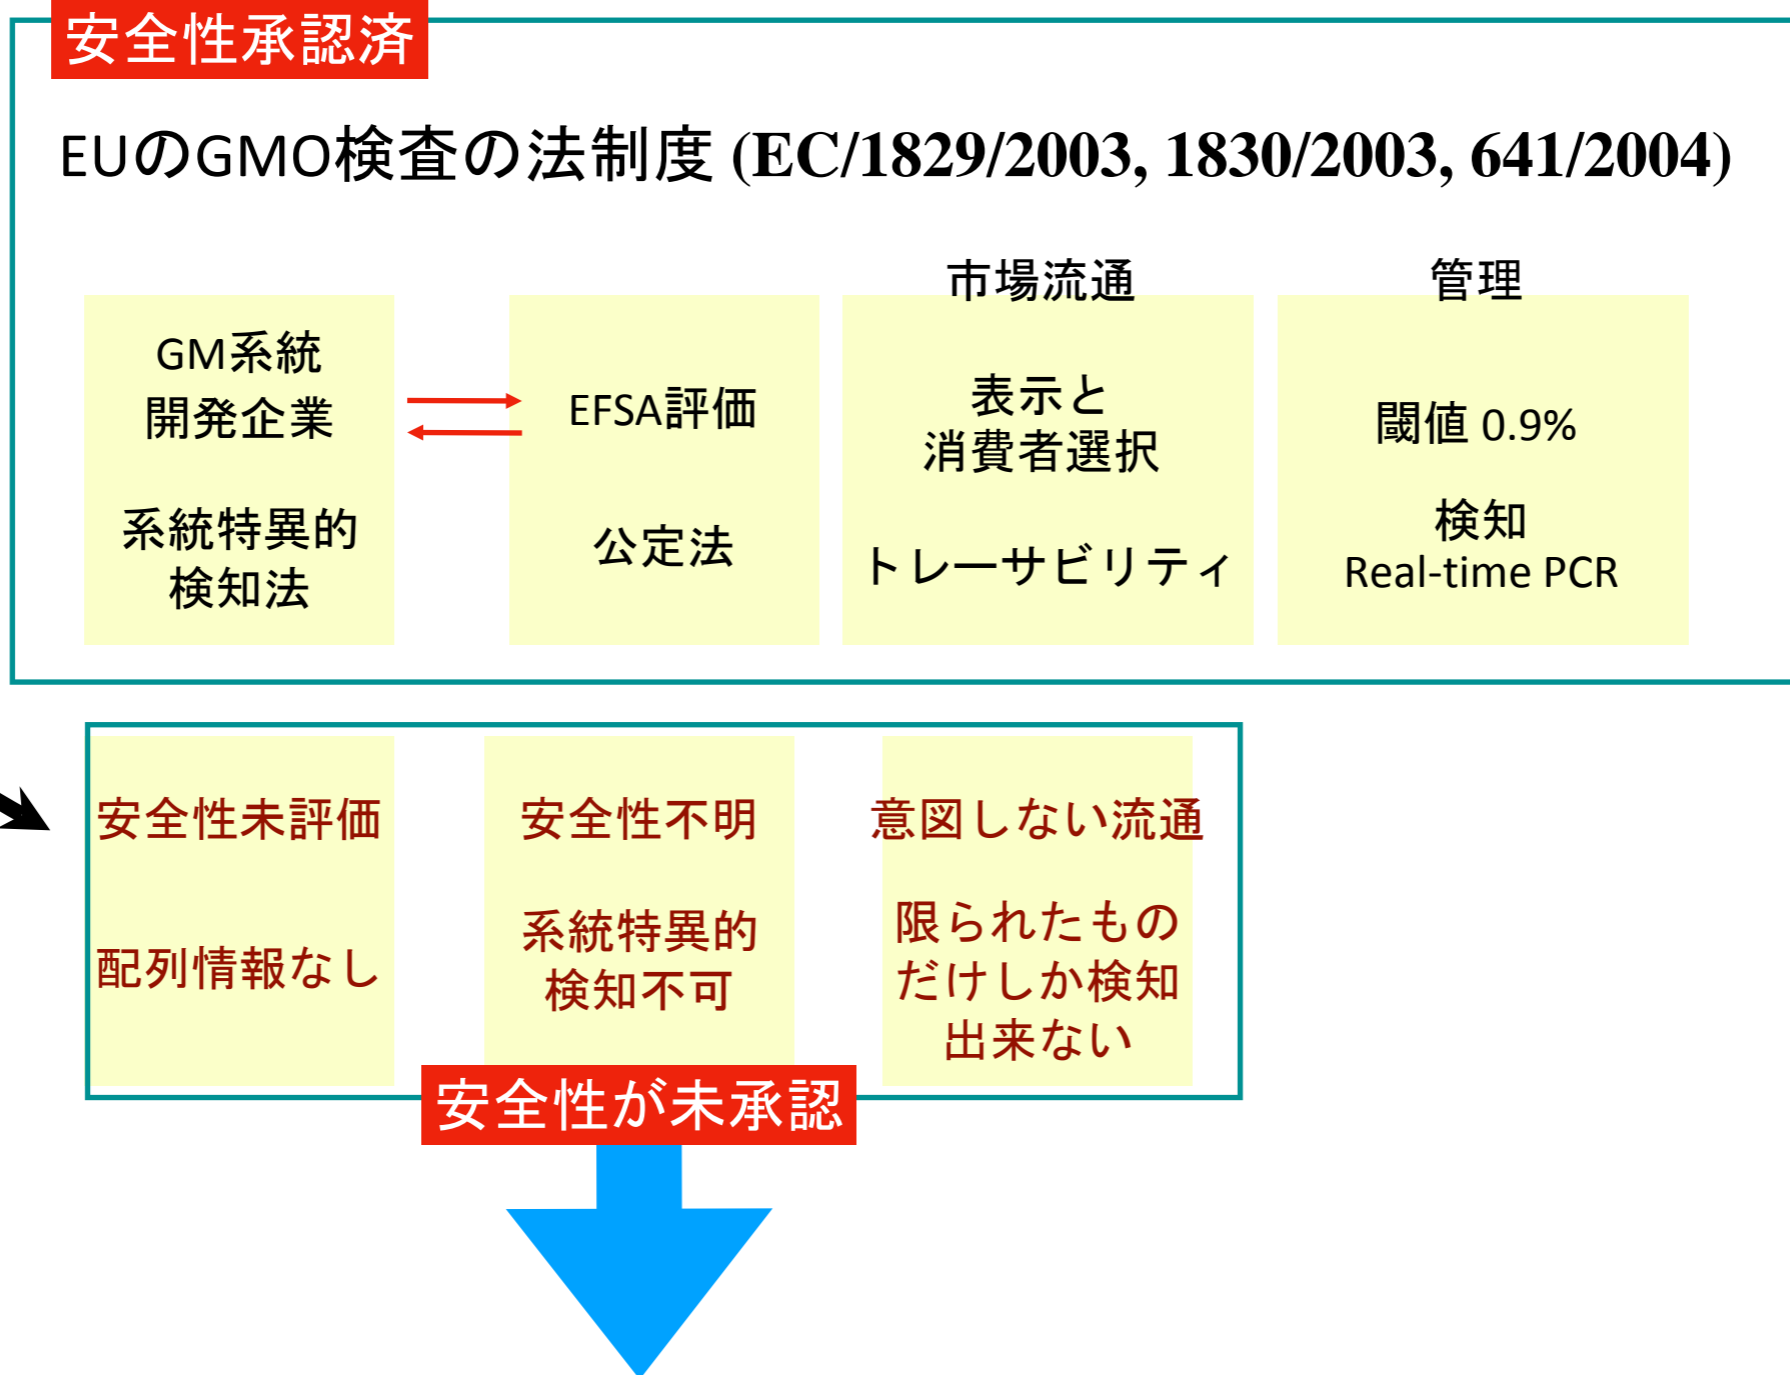 安全性承認済
EUのGMO検査の法制度 (EC/1829/2003, 1830/2003, 641/2004)
GM系統
開発企業
系統特異的
検知法
EFSA評価
公定法
市場流通
表示と
消費者選択
トレーサビリティ
管理
閾値 0.9%
検知
Real-time PCR
安全性未評価
配列情報なし
安全性不明
系統特異的
検知不可
意図しない流通
限られたもの
だけしか検知
出来ない
安全性が未承認